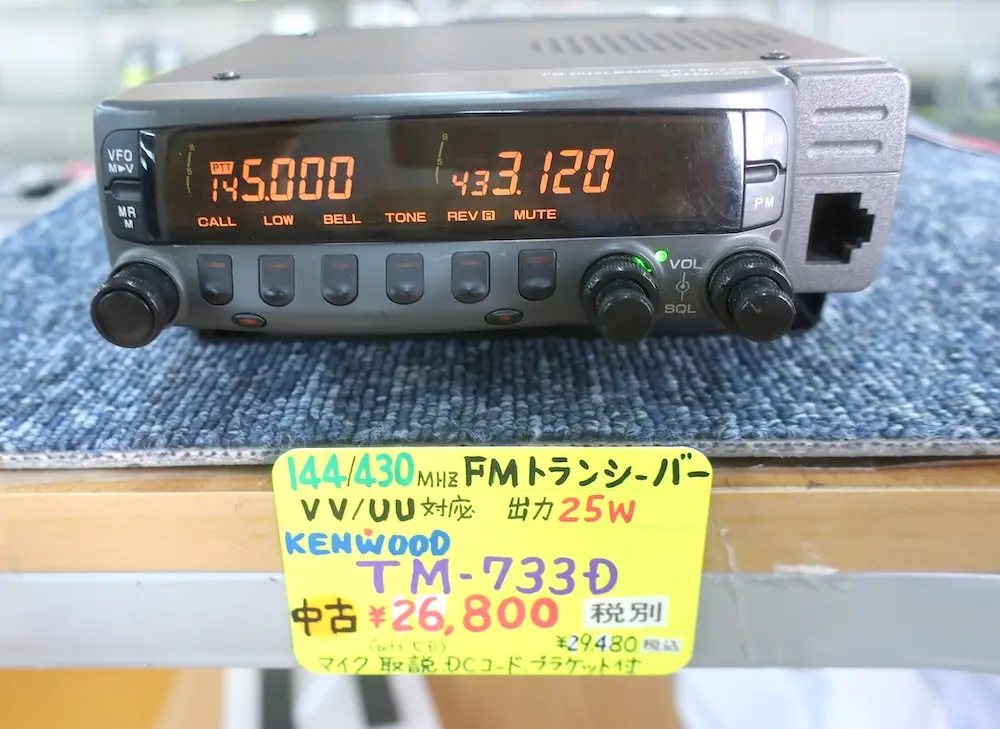 KENWOOD
VFO
M▶V
PTT
145.000
433.120
CALL LOW BELL TONE REV MUTE
MR
M
PM
VOL
SQL
144/430MHz FMトランシーバー
VV/UU対応 出力25W
KENWOOD
TM-733D
中古 ¥26,800 税別
¥29,480 税込
マイク 取説.DCコード、ブラケット付